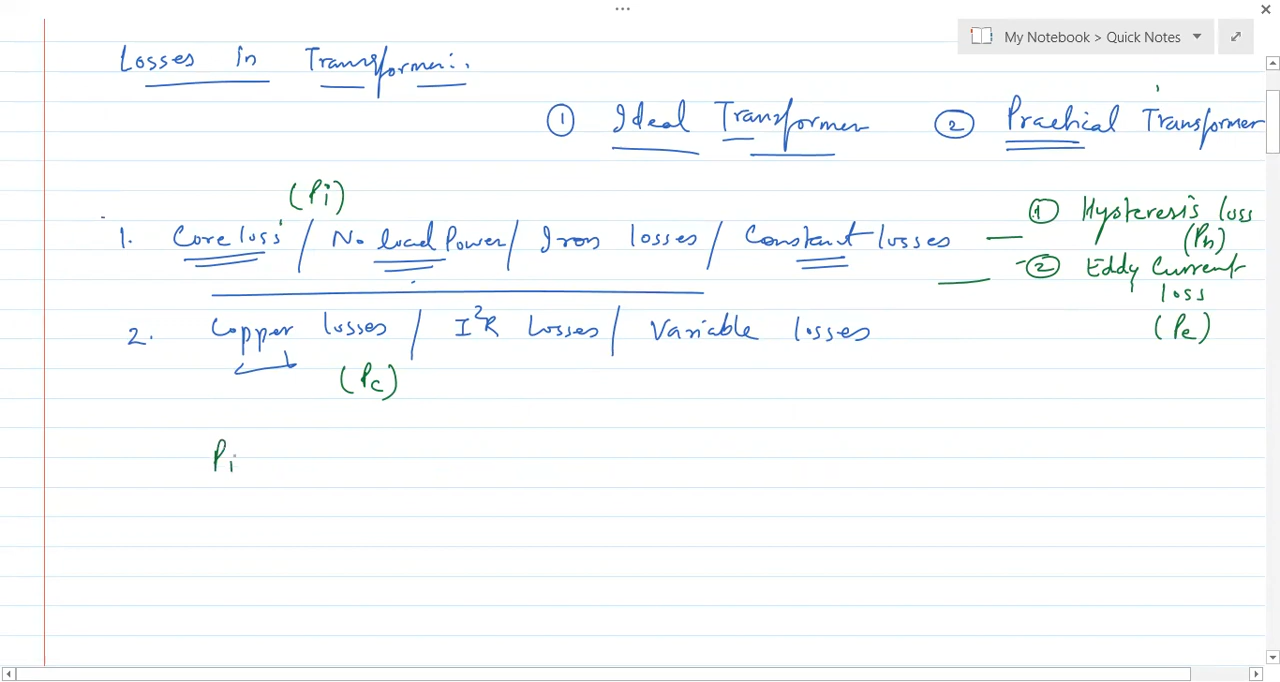 My Notebook > Quick Notes
Losses in Transformer:.
① Ideal Transformer ② Practical Transformer
(Pi)
1. Core loss / No load Power / Iron losses / Constant losses
① Hysteresis loss
(Ph)
② Eddy Current
loss
(Pe)
2. Copper losses / I²R Losses / Variable losses
(Pc)
Pi